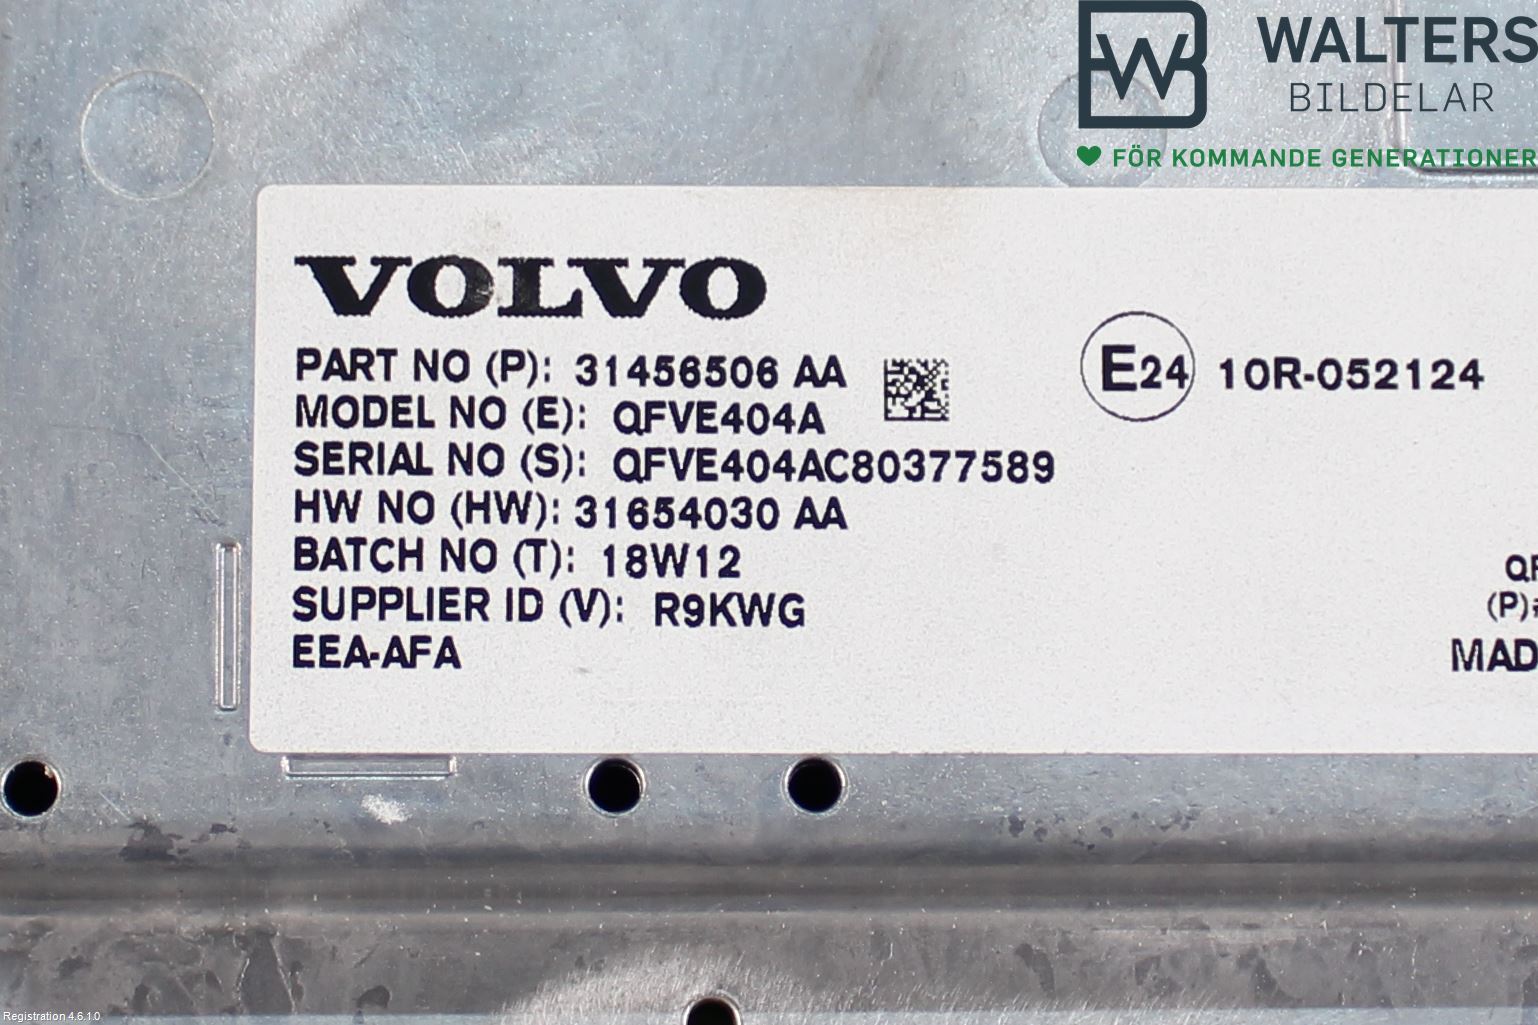 WALTERS
BILDELAR
FÖR KOMMANDE GENERATIONER
VOLVO
PART NO (P): 31456506 AA
MODEL NO (E): QFVE404A
SERIAL NO (S): QFVE404AC80377589
HW NO (HW): 31654030 AA
BATCH NO (T): 18W12
SUPPLIER ID (V): R9KWG
EEA-AFA
E24 10R-052124
(P)
Registration 4.6.1.0